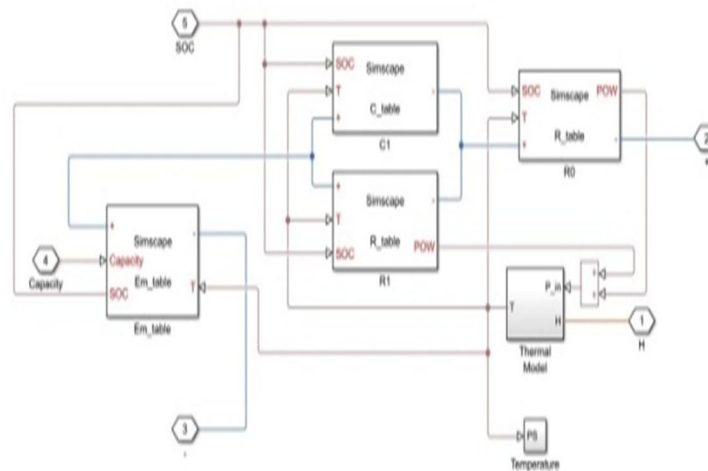 5
SOC
SOC
Simscape
T
-
C_table
+
C1
SOC
Simscape
POW
T
R_table
+
-
R0
2
+
Simscape
-
T
R_table
SOC
POW
R1
+
Simscape
-
4
Capacity
Capacity
Em_table
SOC
T
Em_table
P_in
T
H
Thermal
Model
+
+
1
H
3
PS
Temperature